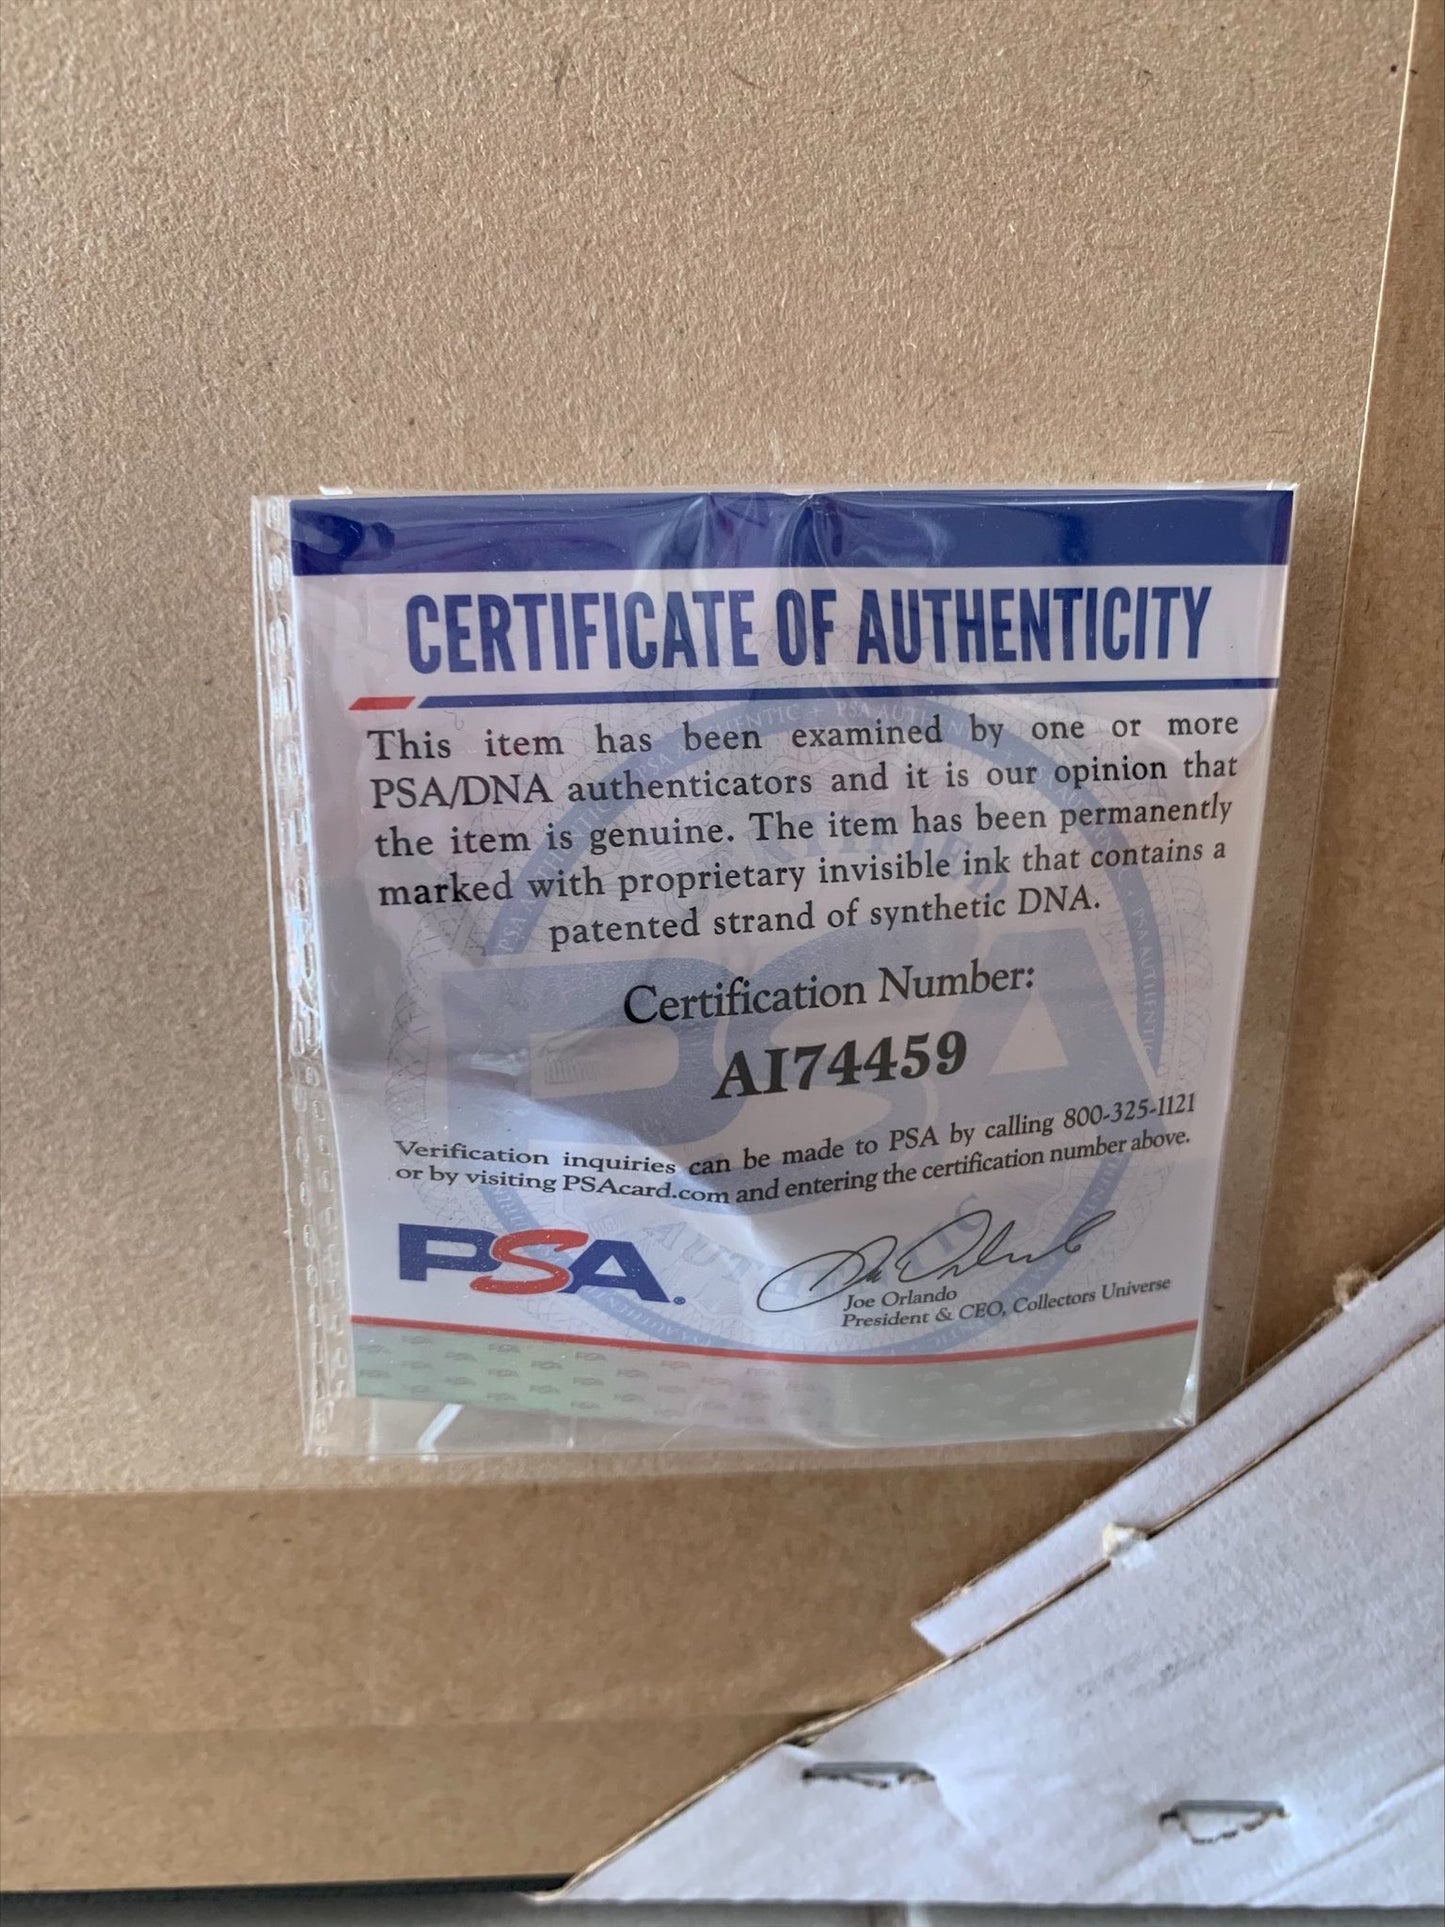 CERTIFICATE OF AUTHENTICITY
This item has been examined by one or more
PSA/DNA authenticators and it is our opinion that
the item is genuine. The item has been permanently
marked with proprietary invisible ink that contains a
patented strand of synthetic DNA.
Certification Number:
AI74459
Verification inquiries can be made to PSA by calling 800-325-1121
or by visiting PSAcard.com and entering the certification number above.
PSA.
Joe Orlando
Joe Orlando
President & CEO, Collectors Universe